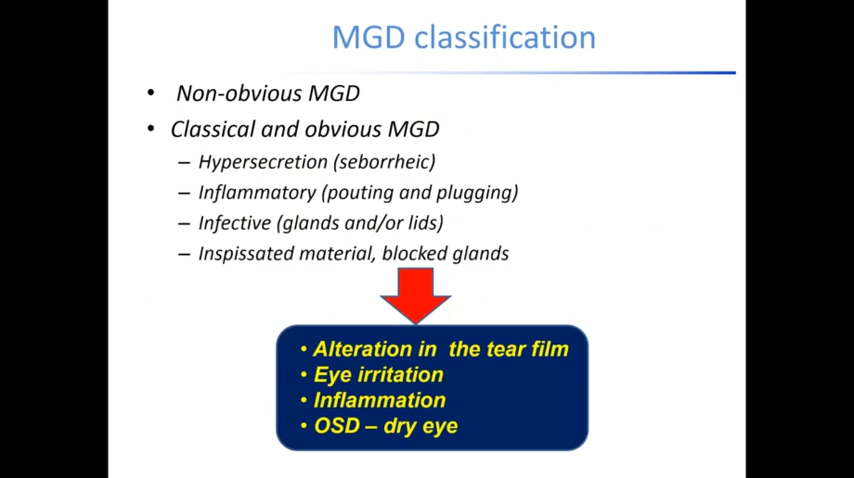 MGD classification
• Non-obvious MGD
• Classical and obvious MGD
– Hypersecretion (seborrheic)
– Inflammatory (pouting and plugging)
– Infective (glands and/or lids)
– Inspissated material, blocked glands
• Alteration in the tear film
• Eye irritation
• Inflammation
• OSD – dry eye